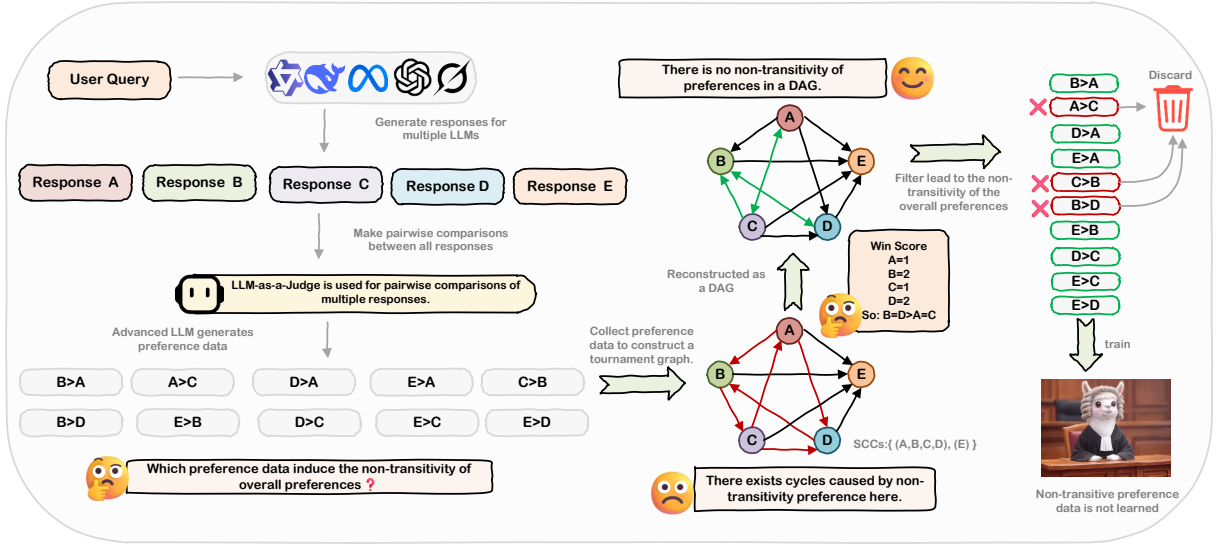 User Query
Generate responses for
multiple LLMs
Response A
Response B
Response C
Response D
Response E
Make pairwise comparisons
between all responses
LLM-as-a-Judge is used for pairwise comparisons of
multiple responses.
Advanced LLM generates
preference data
B>A
A>C
D>A
E>A
C>B
B>D
E>B
D>C
E>C
E>D
Which preference data induce the non-transitivity of
overall preferences ?
Collect preference
data to construct a
tournament graph.
A
B
E
C
D
SCCs:{ (A,B,C,D), (E) }
There exists cycles caused by non-
transitivity preference here.
Reconstructed as
a DAG
Win Score
A=1
B=2
C=1
D=2
So: B=D>A=C
There is no non-transitivity of
preferences in a DAG.
A
B
E
C
D
Filter lead to the non-
transitivity of the
overall preferences
Discard
B>A
A>C
D>A
E>A
C>B
B>D
E>B
D>C
E>C
E>D
train
Non-transitive preference
data is not learned